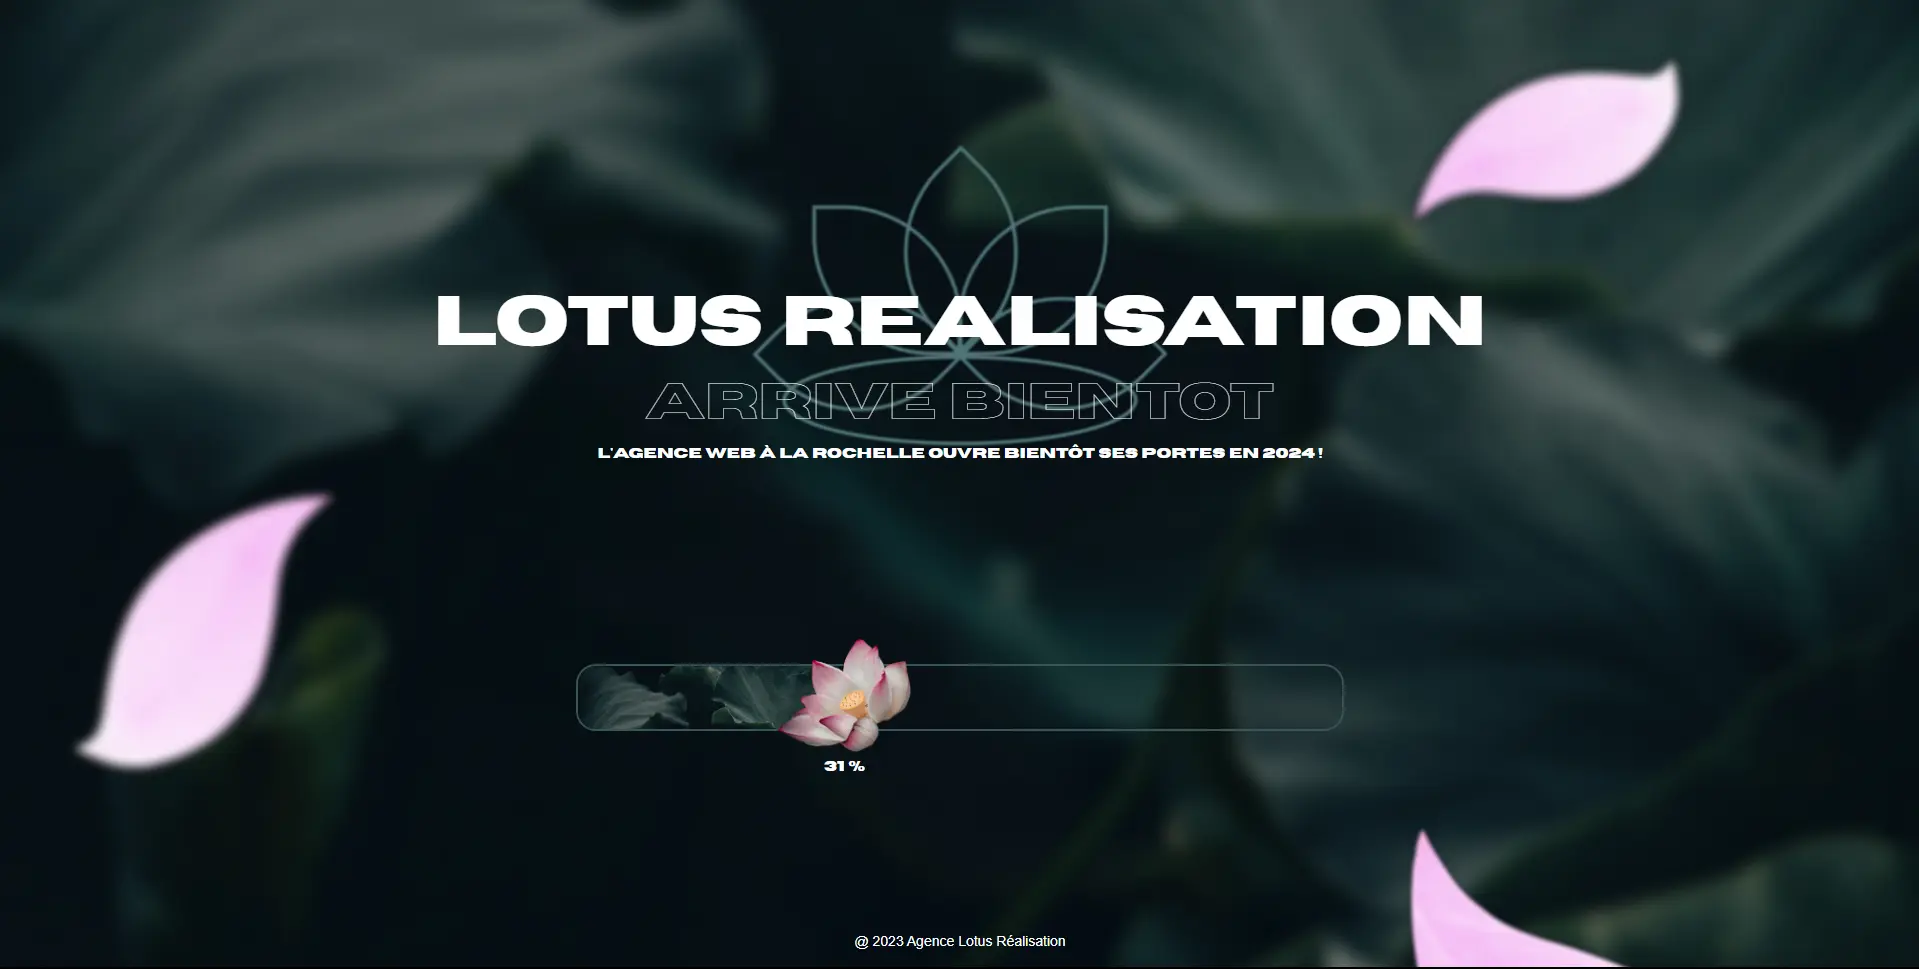 LOTUS REALISATION
ARRIVE BIENTOT
L'AGENCE WEB À LA ROCHELLE OUVRE BIENTÔT SES PORTES EN 2024 !
31 %
@ 2023 Agence Lotus Réalisation